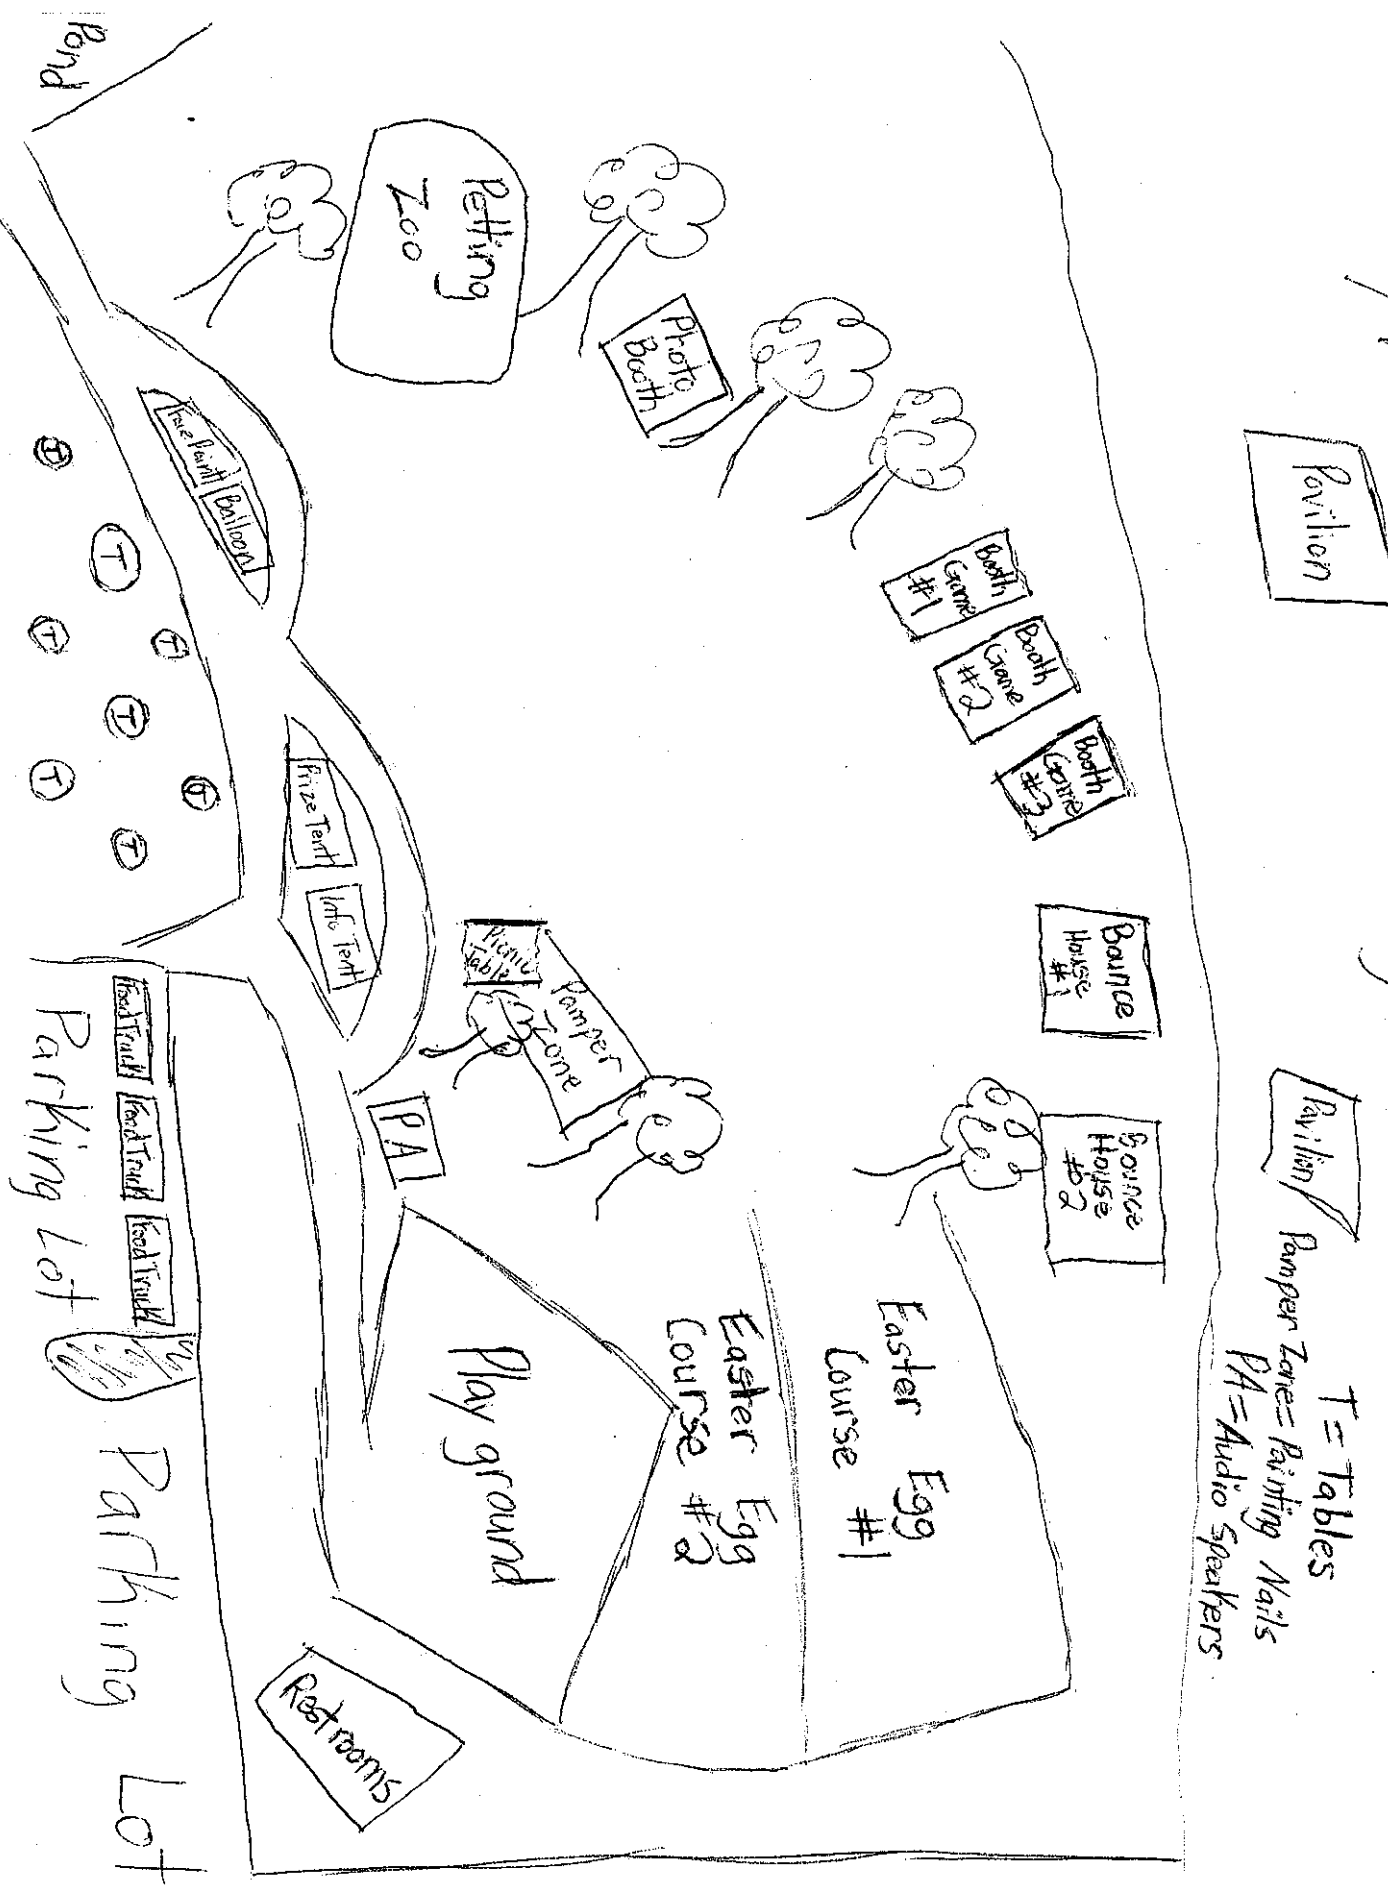 Pond
Petting
Zoo
Photo
Booth
Pavilion
Face Paint
Balloon
T
T
T
T
T
T
T
T
Booth
Game
#1
Booth
Game
#2
Booth
Game
#3
Prize Tent
Info Tent
Picnic
Table
Pamper
Zone
PA
Bounce
House
#1
Bounce
House
#2
Pavilion
T = Tables
Pamper Zone = Painting Nails
PA = Audio Speakers
Food Truck
Food Truck
Food Truck
Parking Lot
Easter Egg
Course #1
Easter Egg
Course #2
Play ground
Restrooms
Parking Lot